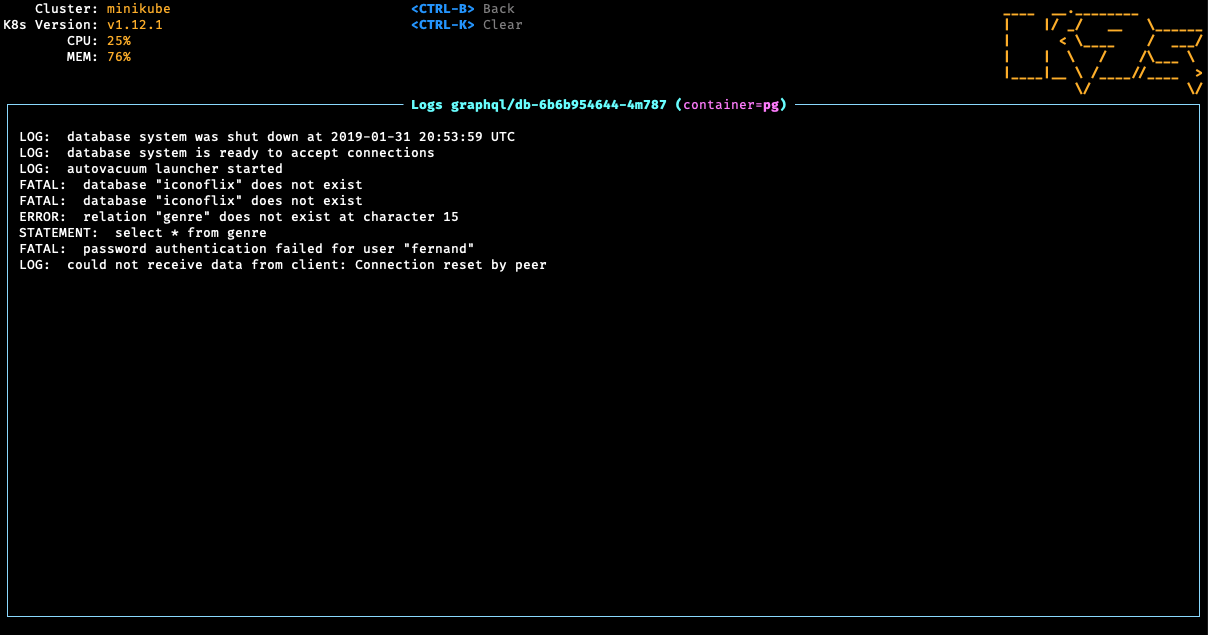 Cluster: minikube
K8s Version: v1.12.1
CPU: 25%
MEM: 76%
<CTRL-B> Back
<CTRL-K> Clear
K9s
Logs graphql/db-6b6b954644-4m787 (container=pg)
LOG:  database system was shut down at 2019-01-31 20:53:59 UTC
LOG:  database system is ready to accept connections
LOG:  autovacuum launcher started
FATAL:  database "iconoflix" does not exist
FATAL:  database "iconoflix" does not exist
ERROR:  relation "genre" does not exist at character 15
STATEMENT:  select * from genre
FATAL:  password authentication failed for user "fernand"
LOG:  could not receive data from client: Connection reset by peer